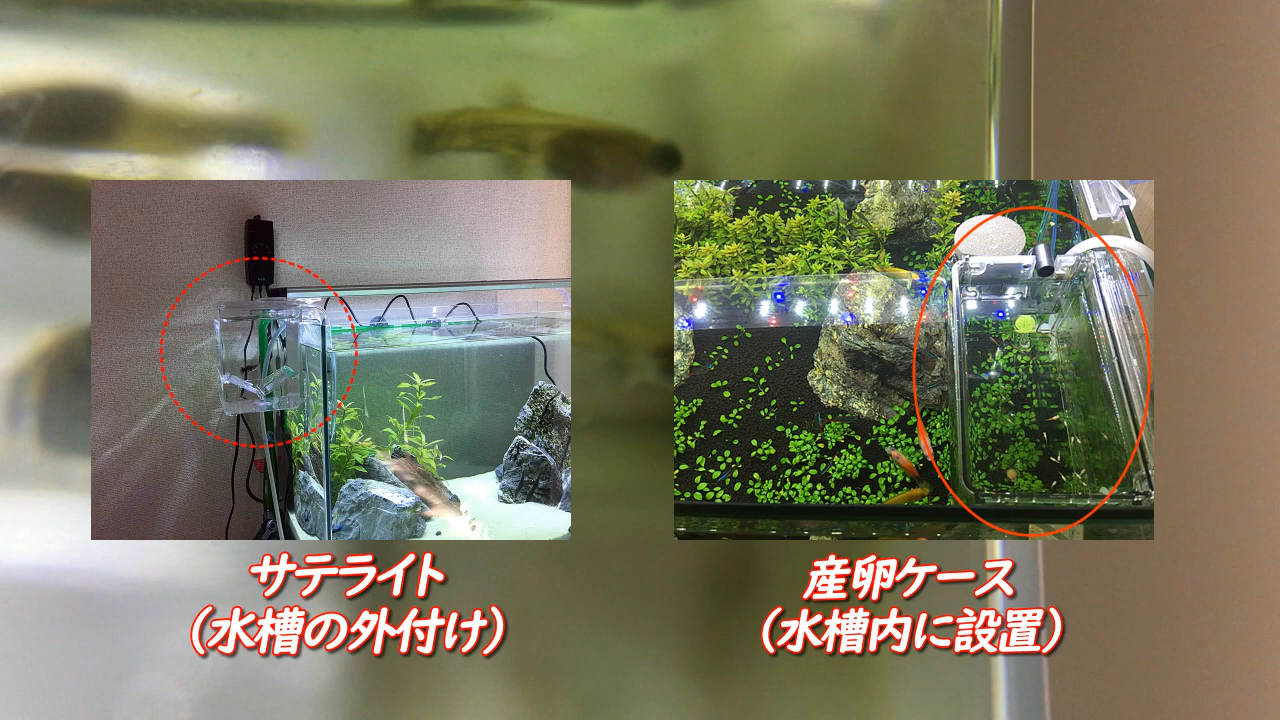 サテライト
（水槽の外付け）
産卵ケース
（水槽内に設置）